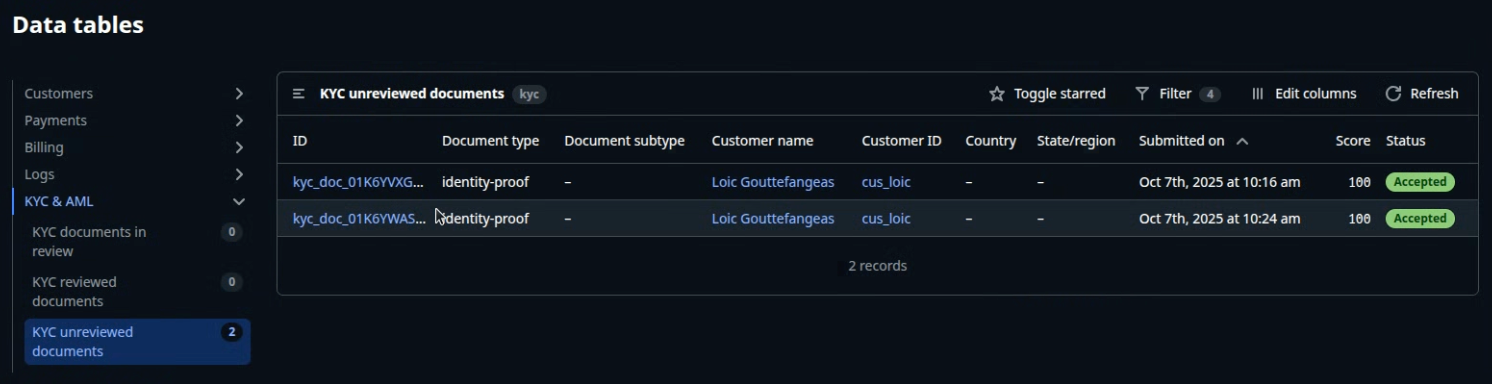 Data tables
Customers
Payments
Billing
Logs
KYC & AML
KYC documents in
review
0
KYC reviewed
documents
0
KYC unreviewed
documents
2
KYC unreviewed documents kyc Toggle starred Filter 4 Edit columns Refresh
ID Document type Document subtype Customer name Customer ID Country State/region Submitted on Score Status
kyc_doc_01K6YVXG... identity-proof – Loic Gouttefangeas cus_loic – – Oct 7th, 2025 at 10:16 am 100 Accepted
kyc_doc_01K6YWAS... identity-proof – Loic Gouttefangeas cus_loic – – Oct 7th, 2025 at 10:24 am 100 Accepted
2 records